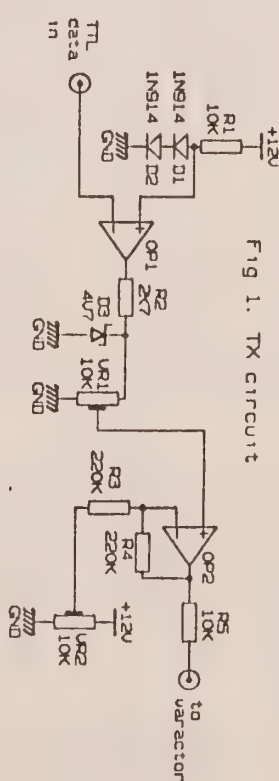 Fig 1. TX circuit
+12V
R1
10K
1N914
D1
1N914
D2
GND
TTL
data
in
+
-
OP1
R2
2K7
D3
4V7
GND
VR1
10K
GND
+
-
OP2
R3
220K
R4
220K
R5
10K
to
varactor
+12V
VR2
10K
GND